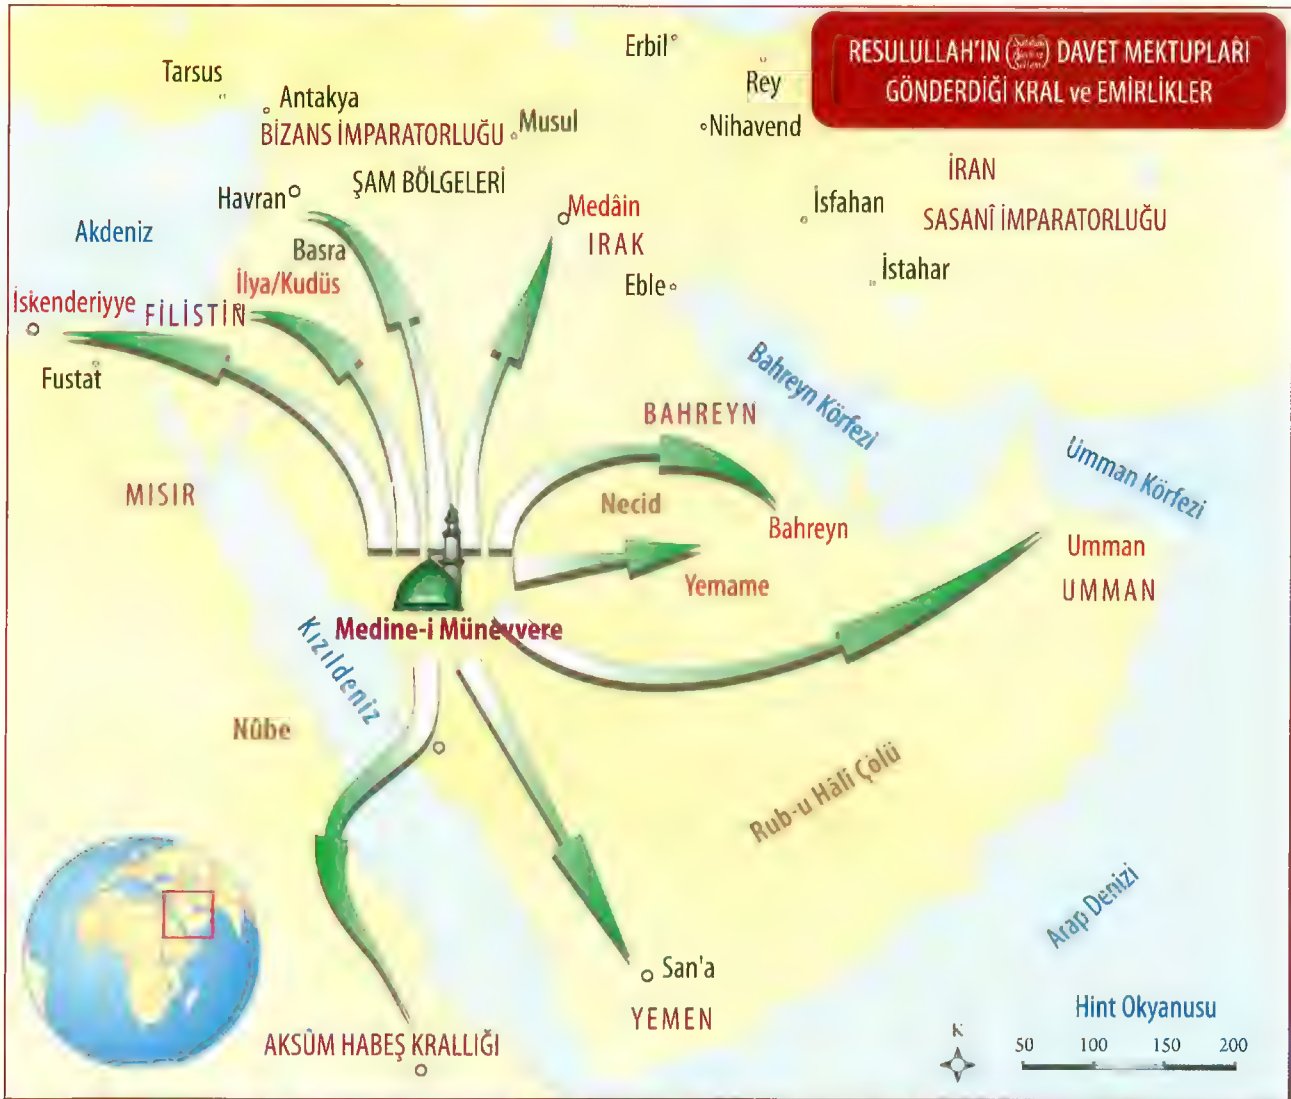 RESULULLAH'IN DAVET MEKTUPLARI
GÖNDERDİĞİ KRAL ve EMİRLİKLER
Erbil
Tarsus
Rey
Antakya
BİZANS İMPARATORLUĞU
Musul
Nihavend
ŞAM BÖLGELERİ
İRAN
Havran
Medâin
İsfahan
SASANÎ İMPARATORLUĞU
Akdeniz
Basra
IRAK
İlya/Kudüs
Eble
İstahar
İskenderiyye
FİLİSTİN
Fustat
Bahreyn Körfezi
BAHREYN
Umman Körfezi
MISIR
Necid
Bahreyn
Umman
Yemame
UMMAN
Medine-i Münevvere
Kızıldeniz
Nûbe
Rub-u Hâli Çölü
Arap Denizi
San'a
YEMEN
Hint Okyanusu
AKSÛM HABEŞ KRALLIĞI
K
50 100 150 200